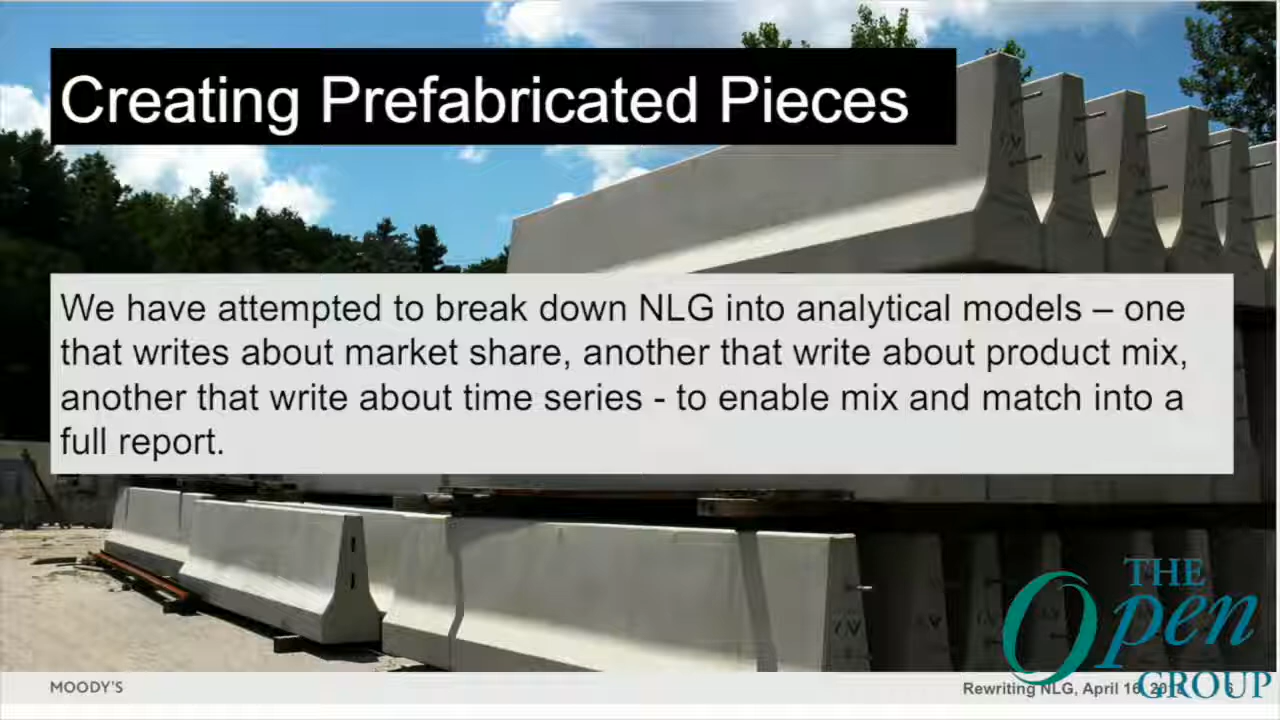 Creating Prefabricated Pieces
We have attempted to break down NLG into analytical models – one
that writes about market share, another that write about product mix,
another that write about time series - to enable mix and match into a
full report.
MOODY'S
Rewriting NLG, April 16,
THE
Open
GROUP